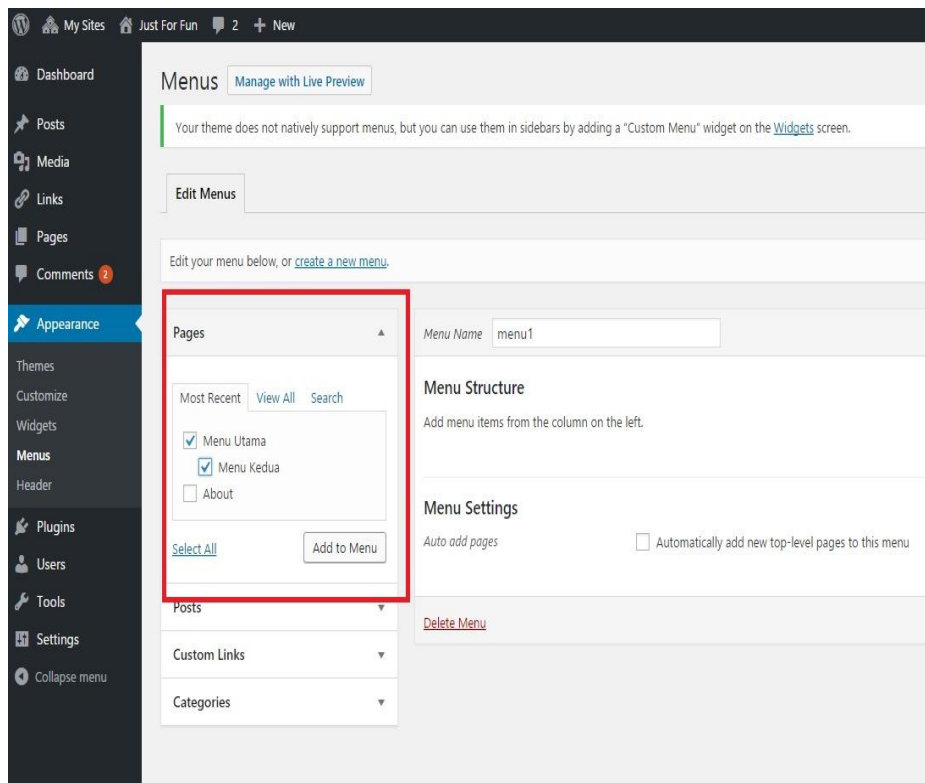 My Sites Just For Fun 2 New
Dashboard
Posts
Media
Links
Pages
Comments 2
Appearance
Themes
Customize
Widgets
Menus
Header
Plugins
Users
Tools
Settings
Collapse menu
Menus Manage with Live Preview
Your theme does not natively support menus, but you can use them in sidebars by adding a "Custom Menu" widget on the Widgets screen.
Edit Menus
Edit your menu below, or create a new menu.
Pages
Most Recent View All Search
Menu Utama
Menu Kedua
About
Select All Add to Menu
Posts
Custom Links
Categories
Menu Name menu1
Menu Structure
Add menu items from the column on the left.
Menu Settings
Auto add pages Automatically add new top-level pages to this menu
Delete Menu